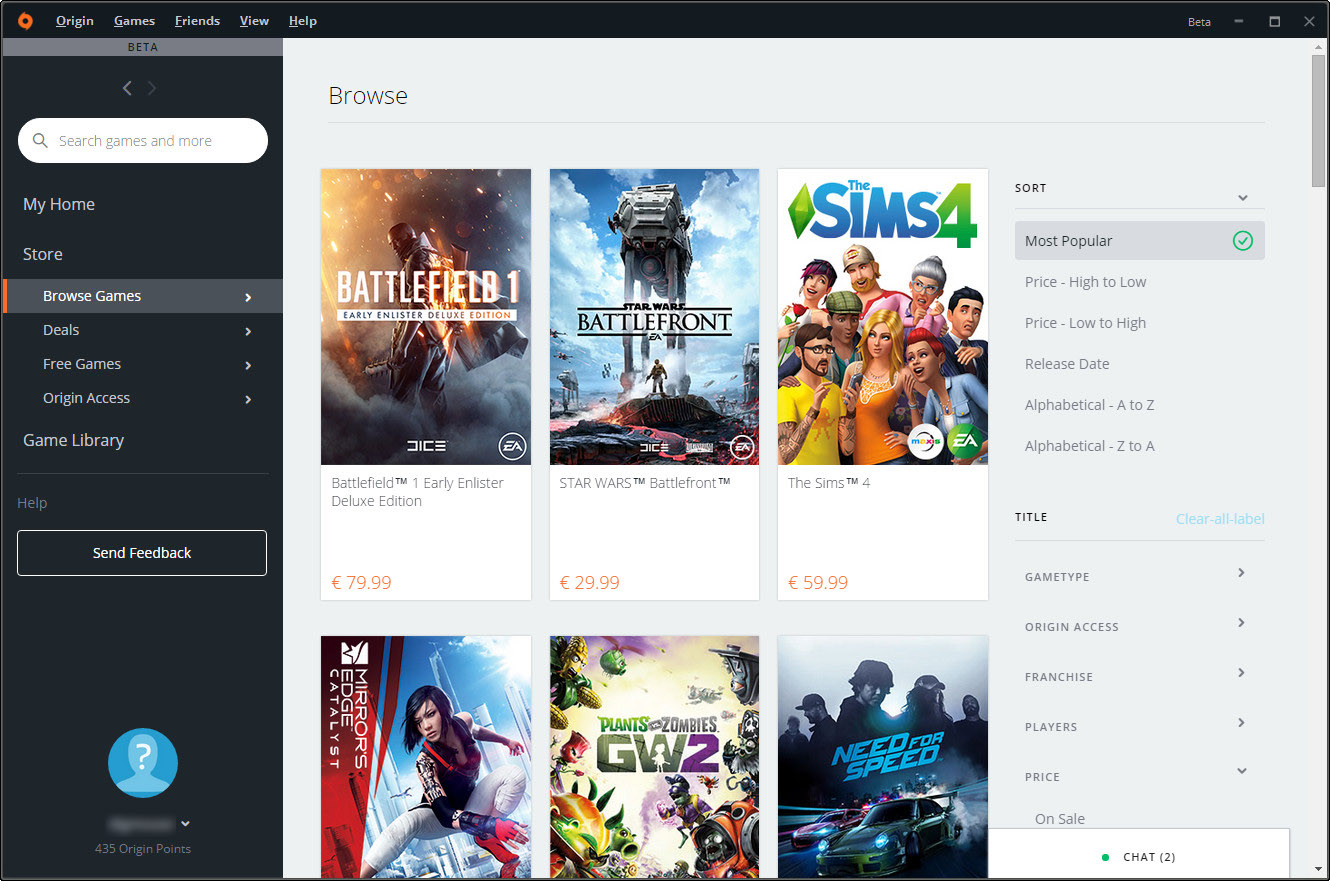 Origin Games Friends View Help
Beta
BETA
Search games and more
My Home
Store
Browse Games
Deals
Free Games
Origin Access
Game Library
Help
Send Feedback
?
435 Origin Points
Browse
BATTLEFIELD 1
EARLY ENLISTER DELUXE EDITION
DICE
EA
Battlefield™ 1 Early Enlister
Deluxe Edition
€ 79.99
STAR WARS
BATTLEFRONT
EA
DICE
EA
STAR WARS™ Battlefront™
€ 29.99
The
SIMS 4
maxis
EA
The Sims™ 4
€ 59.99
MIRROR'S
EDGE
CATALYST
PLANTS VS ZOMBIES
GW2
NEED FOR
SPEED
SORT
Most Popular
Price - High to Low
Price - Low to High
Release Date
Alphabetical - A to Z
Alphabetical - Z to A
TITLE
Clear-all-label
GAMETYPE
ORIGIN ACCESS
FRANCHISE
PLAYERS
PRICE
On Sale
CHAT (2)